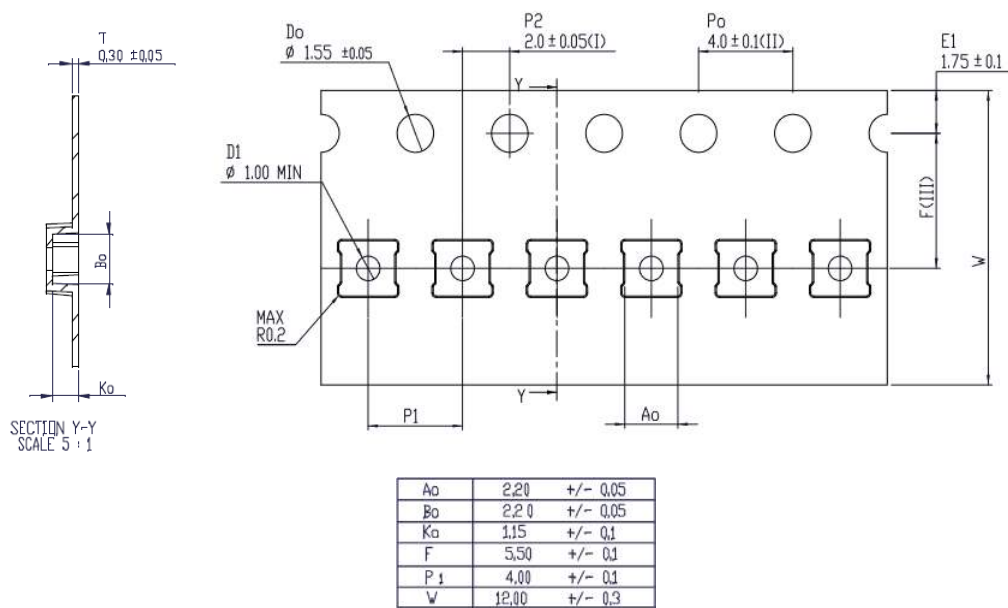 T
0,30 ±0,05
Bo
Ko
SECTION Y-Y
SCALE 5 : 1
Do
ø 1.55 ±0.05
P2
2.0 ± 0.05(I)
Po
4.0 ± 0.1(II)
E1
1.75 ± 0.1
Y
D1
ø 1.00 MIN
F(III)
W
MAX
R0.2
Y
P1
Ao
Ao 2,20 +/- 0,05
Bo 2,20 +/- 0,05
Ko 1,15 +/- 0,1
F 5,50 +/- 0,1
P1 4,00 +/- 0,1
W 12,00 +/- 0,3